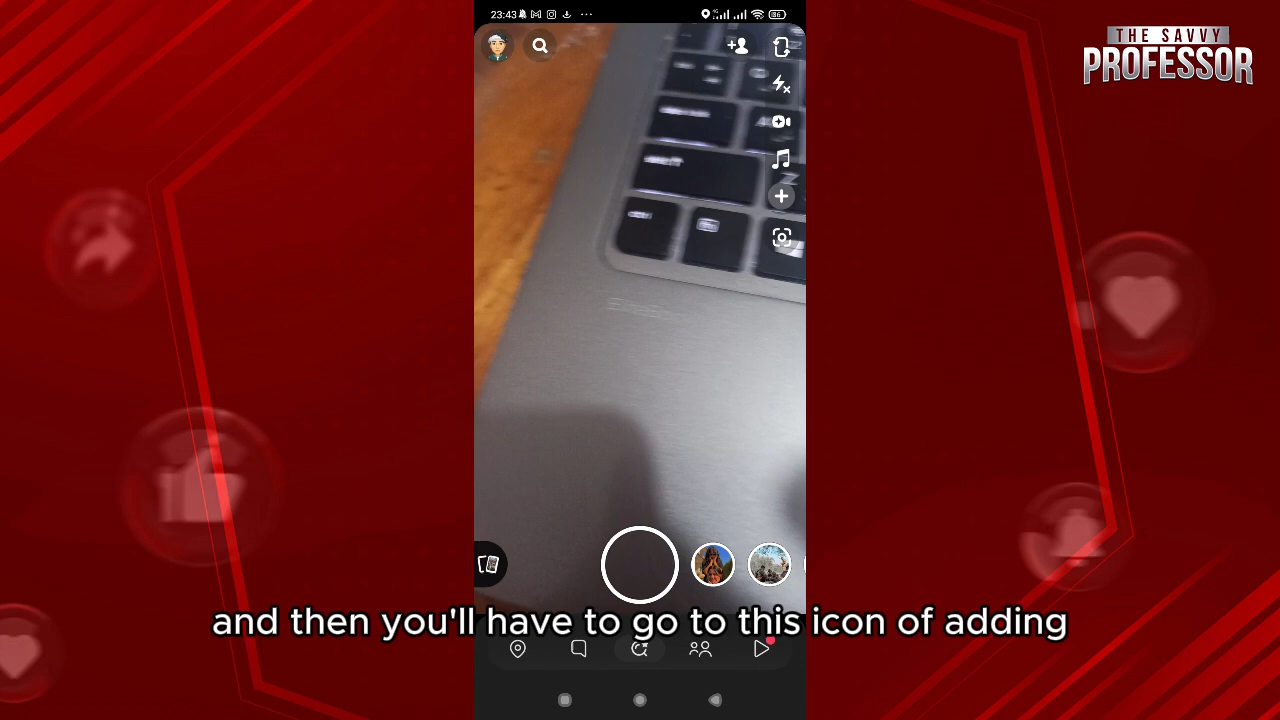 23:43
THE SAVVY
PROFESSOR
and then you'll have to go to this icon of adding